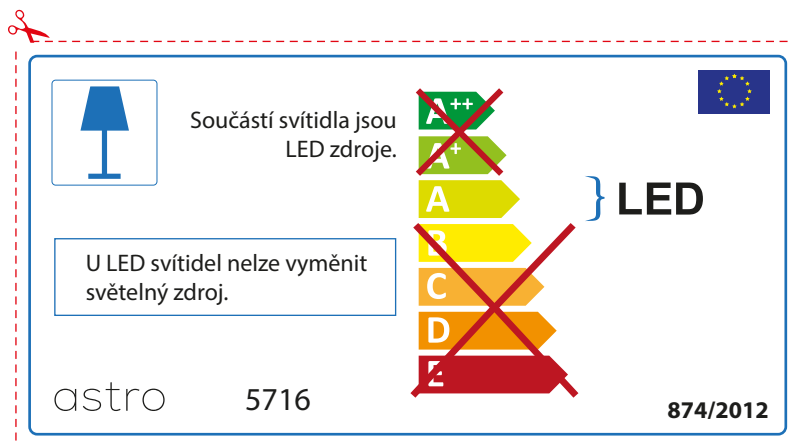 Součástí svítidla jsou
LED zdroje.
A++
A+
A
B
C
D
E
LED
U LED svítidel nelze vyměnit
světelný zdroj.
astro
5716
874/2012